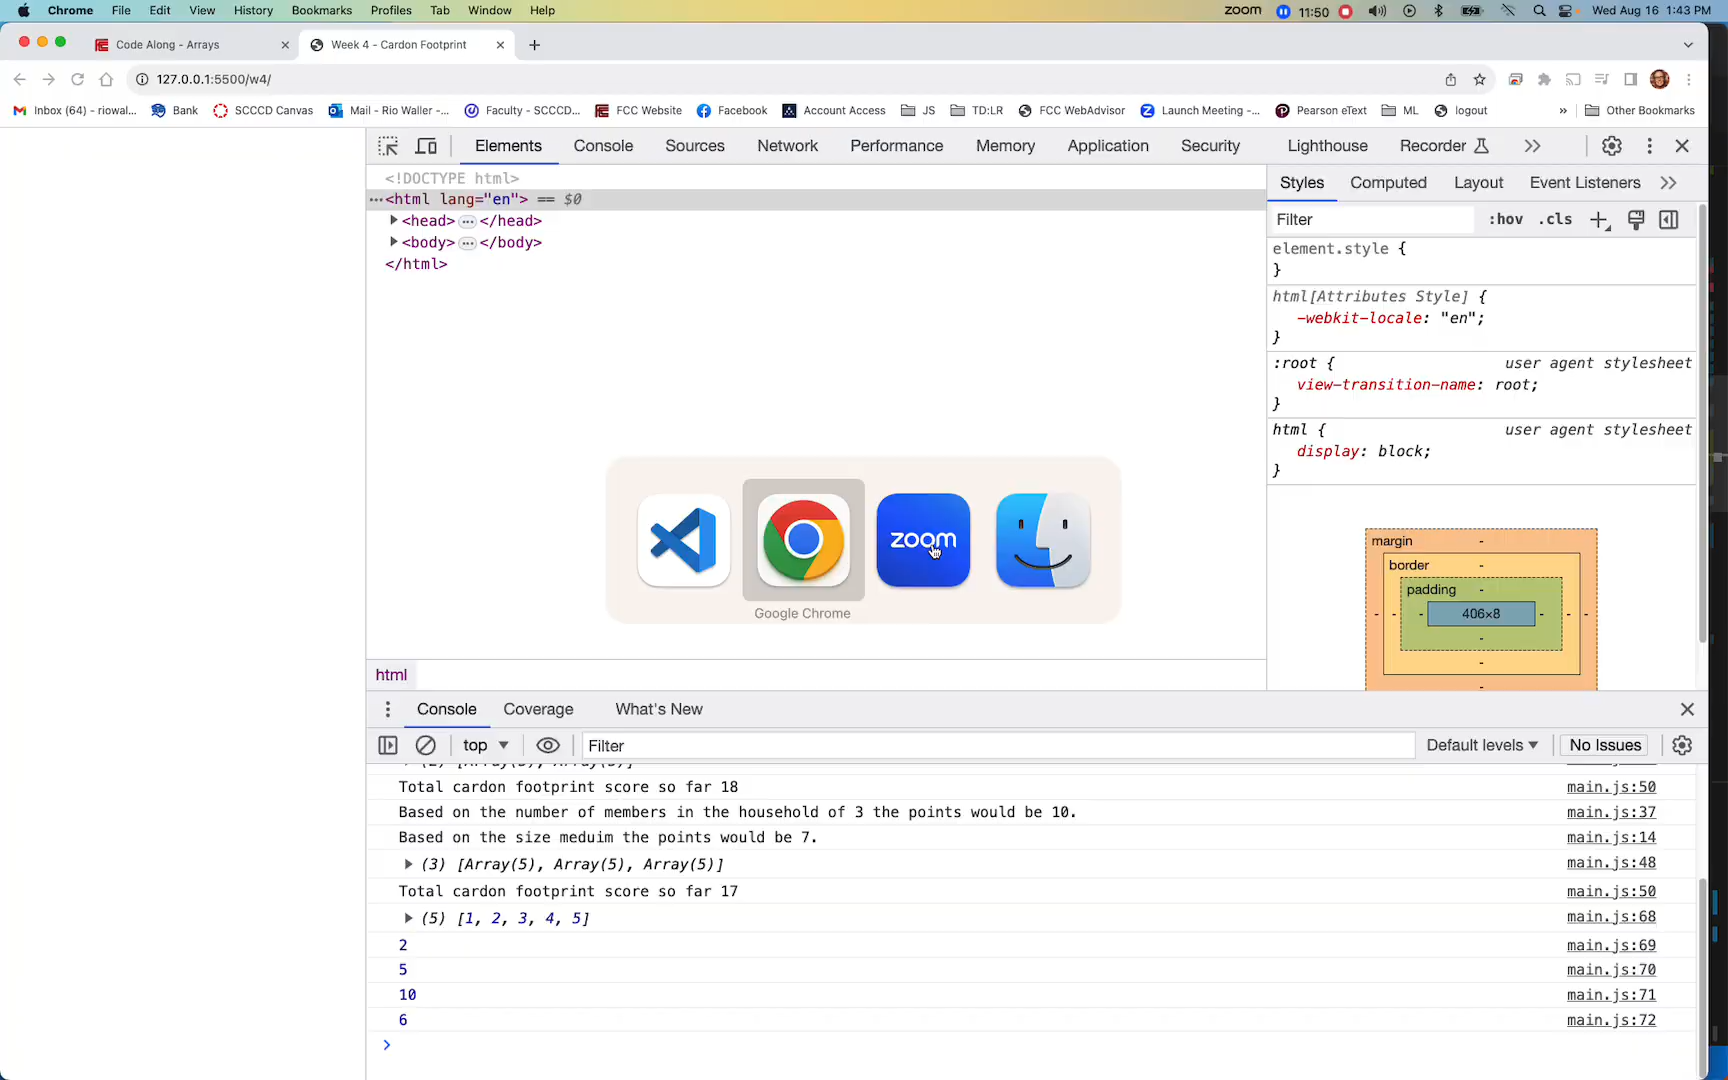 Chrome File Edit View History Bookmarks Profiles Tab Window Help zoom 11:50 Wed Aug 16 1:43 PM
Code Along - Arrays Week 4 - Cardon Footprint
127.0.0.1:5500/w4/
Inbox (64) - riowal... Bank SCCCD Canvas Mail - Rio Waller -... Faculty - SCCCD... FCC Website Facebook Account Access JS TD:LR FCC WebAdvisor Launch Meeting -... Pearson eText ML logout » Other Bookmarks
Elements Console Sources Network Performance Memory Application Security Lighthouse Recorder
<!DOCTYPE html>
<html lang="en"> == $0
<head> ... </head>
<body> ... </body>
</html>
Styles Computed Layout Event Listeners
Filter :hov .cls
element.style {
}
html[Attributes Style] {
-webkit-locale: "en";
}
:root { user agent stylesheet
view-transition-name: root;
}
html { user agent stylesheet
display: block;
}
margin -
border -
padding -
- - - 406×8 - - -
-
-
-
zoom
Google Chrome
html
Console Coverage What's New
top Filter Default levels No Issues
Total cardon footprint score so far 18 main.js:50
Based on the number of members in the household of 3 the points would be 10. main.js:37
Based on the size meduim the points would be 7. main.js:14
(3) [Array(5), Array(5), Array(5)] main.js:48
Total cardon footprint score so far 17 main.js:50
(5) [1, 2, 3, 4, 5] main.js:68
2 main.js:69
5 main.js:70
10 main.js:71
6 main.js:72
>